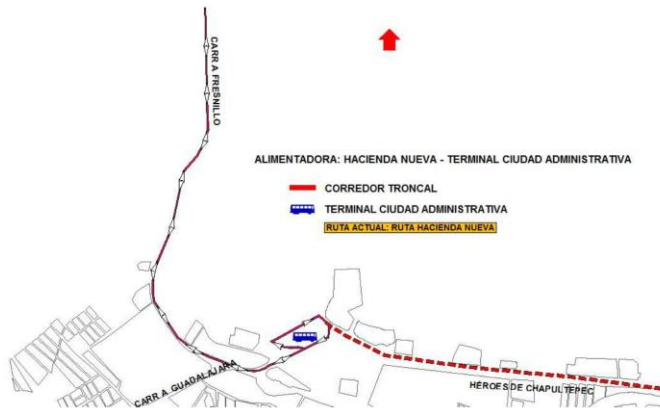 CARR A FRESNILLO
ALIMENTADORA: HACIENDA NUEVA - TERMINAL CIUDAD ADMINISTRATIVA
CORREDOR TRONCAL
TERMINAL CIUDAD ADMINISTRATIVA
RUTA ACTUAL: RUTA HACIENDA NUEVA
CARR A GUADALAJARA
HÉROES DE CHAPULTEPEC